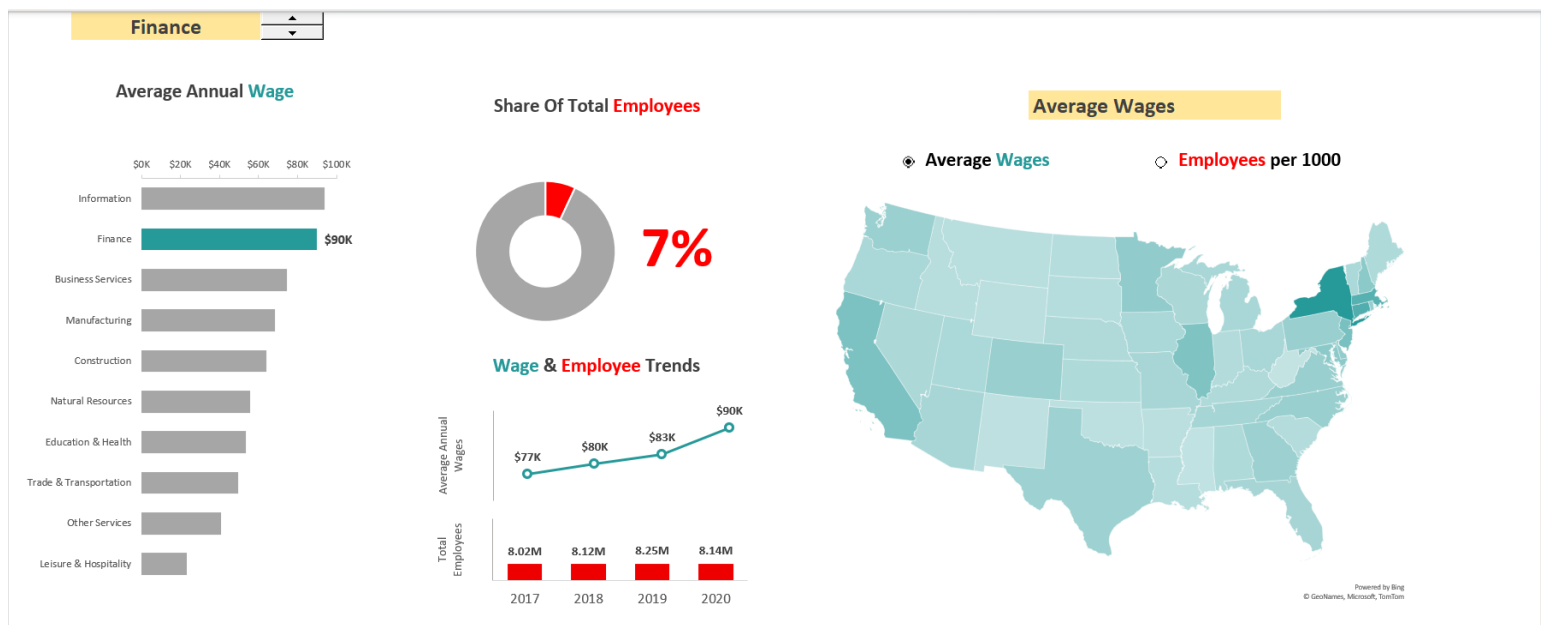 Finance
Average Annual Wage
$0K $20K $40K $60K $80K $100K
Information
Finance $90K
Business Services
Manufacturing
Construction
Natural Resources
Education & Health
Trade & Transportation
Other Services
Leisure & Hospitality
Share Of Total Employees
7%
Wage & Employee Trends
Average Annual
Wages
$77K $80K $83K $90K
Total
Employees
8.02M 8.12M 8.25M 8.14M
2017 2018 2019 2020
Average Wages
Average Wages
Employees per 1000
Powered by Bing
© GeoNames, Microsoft, TomTom